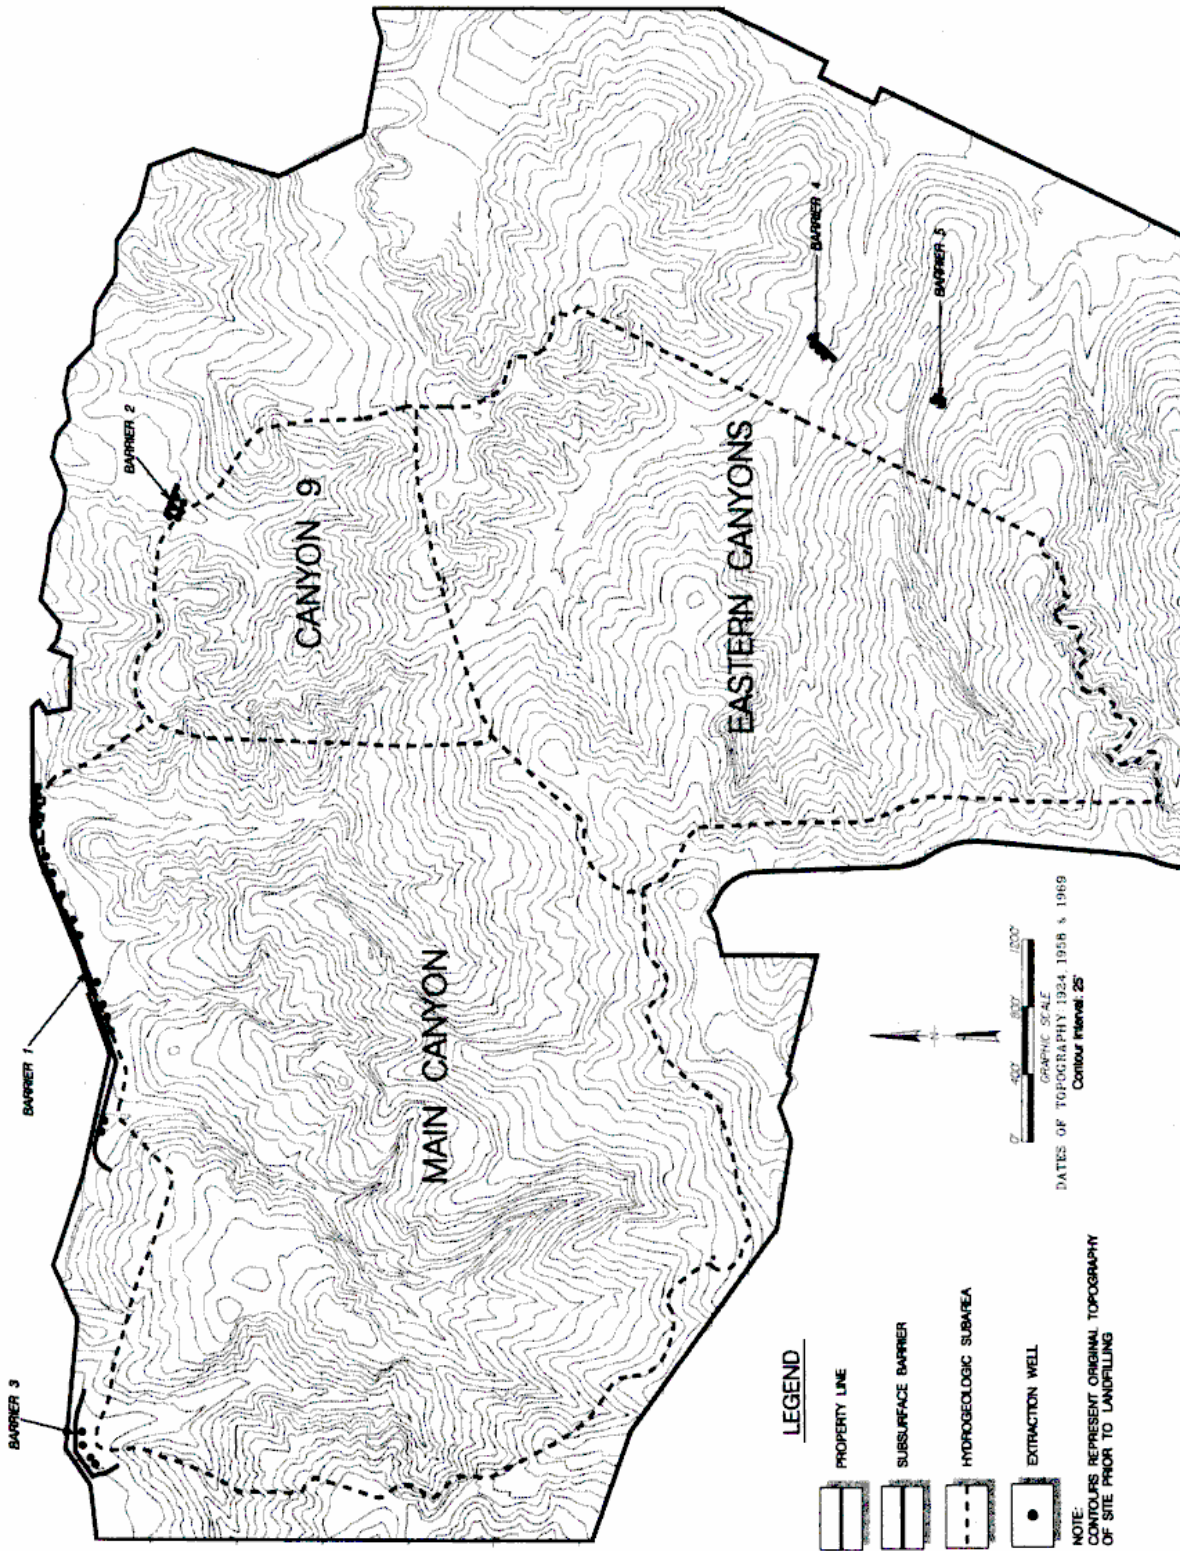 BARRIER 3
BARRIER 1
BARRIER 2
BARRIER 4
BARRIER 5
MAIN CANYON
CANYON 9
EASTERN CANYONS
LEGEND
PROPERTY LINE
SUBSURFACE BARRIER
HYDROGEOLOGIC SUBAREA
EXTRACTION WELL
NOTE:
CONTOURS REPRESENT ORIGINAL TOPOGRAPHY
OF SITE PRIOR TO LANDFILLING
N
0' 400' 800' 1200'
GRAPHIC SCALE
DATES OF TOPOGRAPHY 1924, 1958 & 1969
Contour Interval: 25'